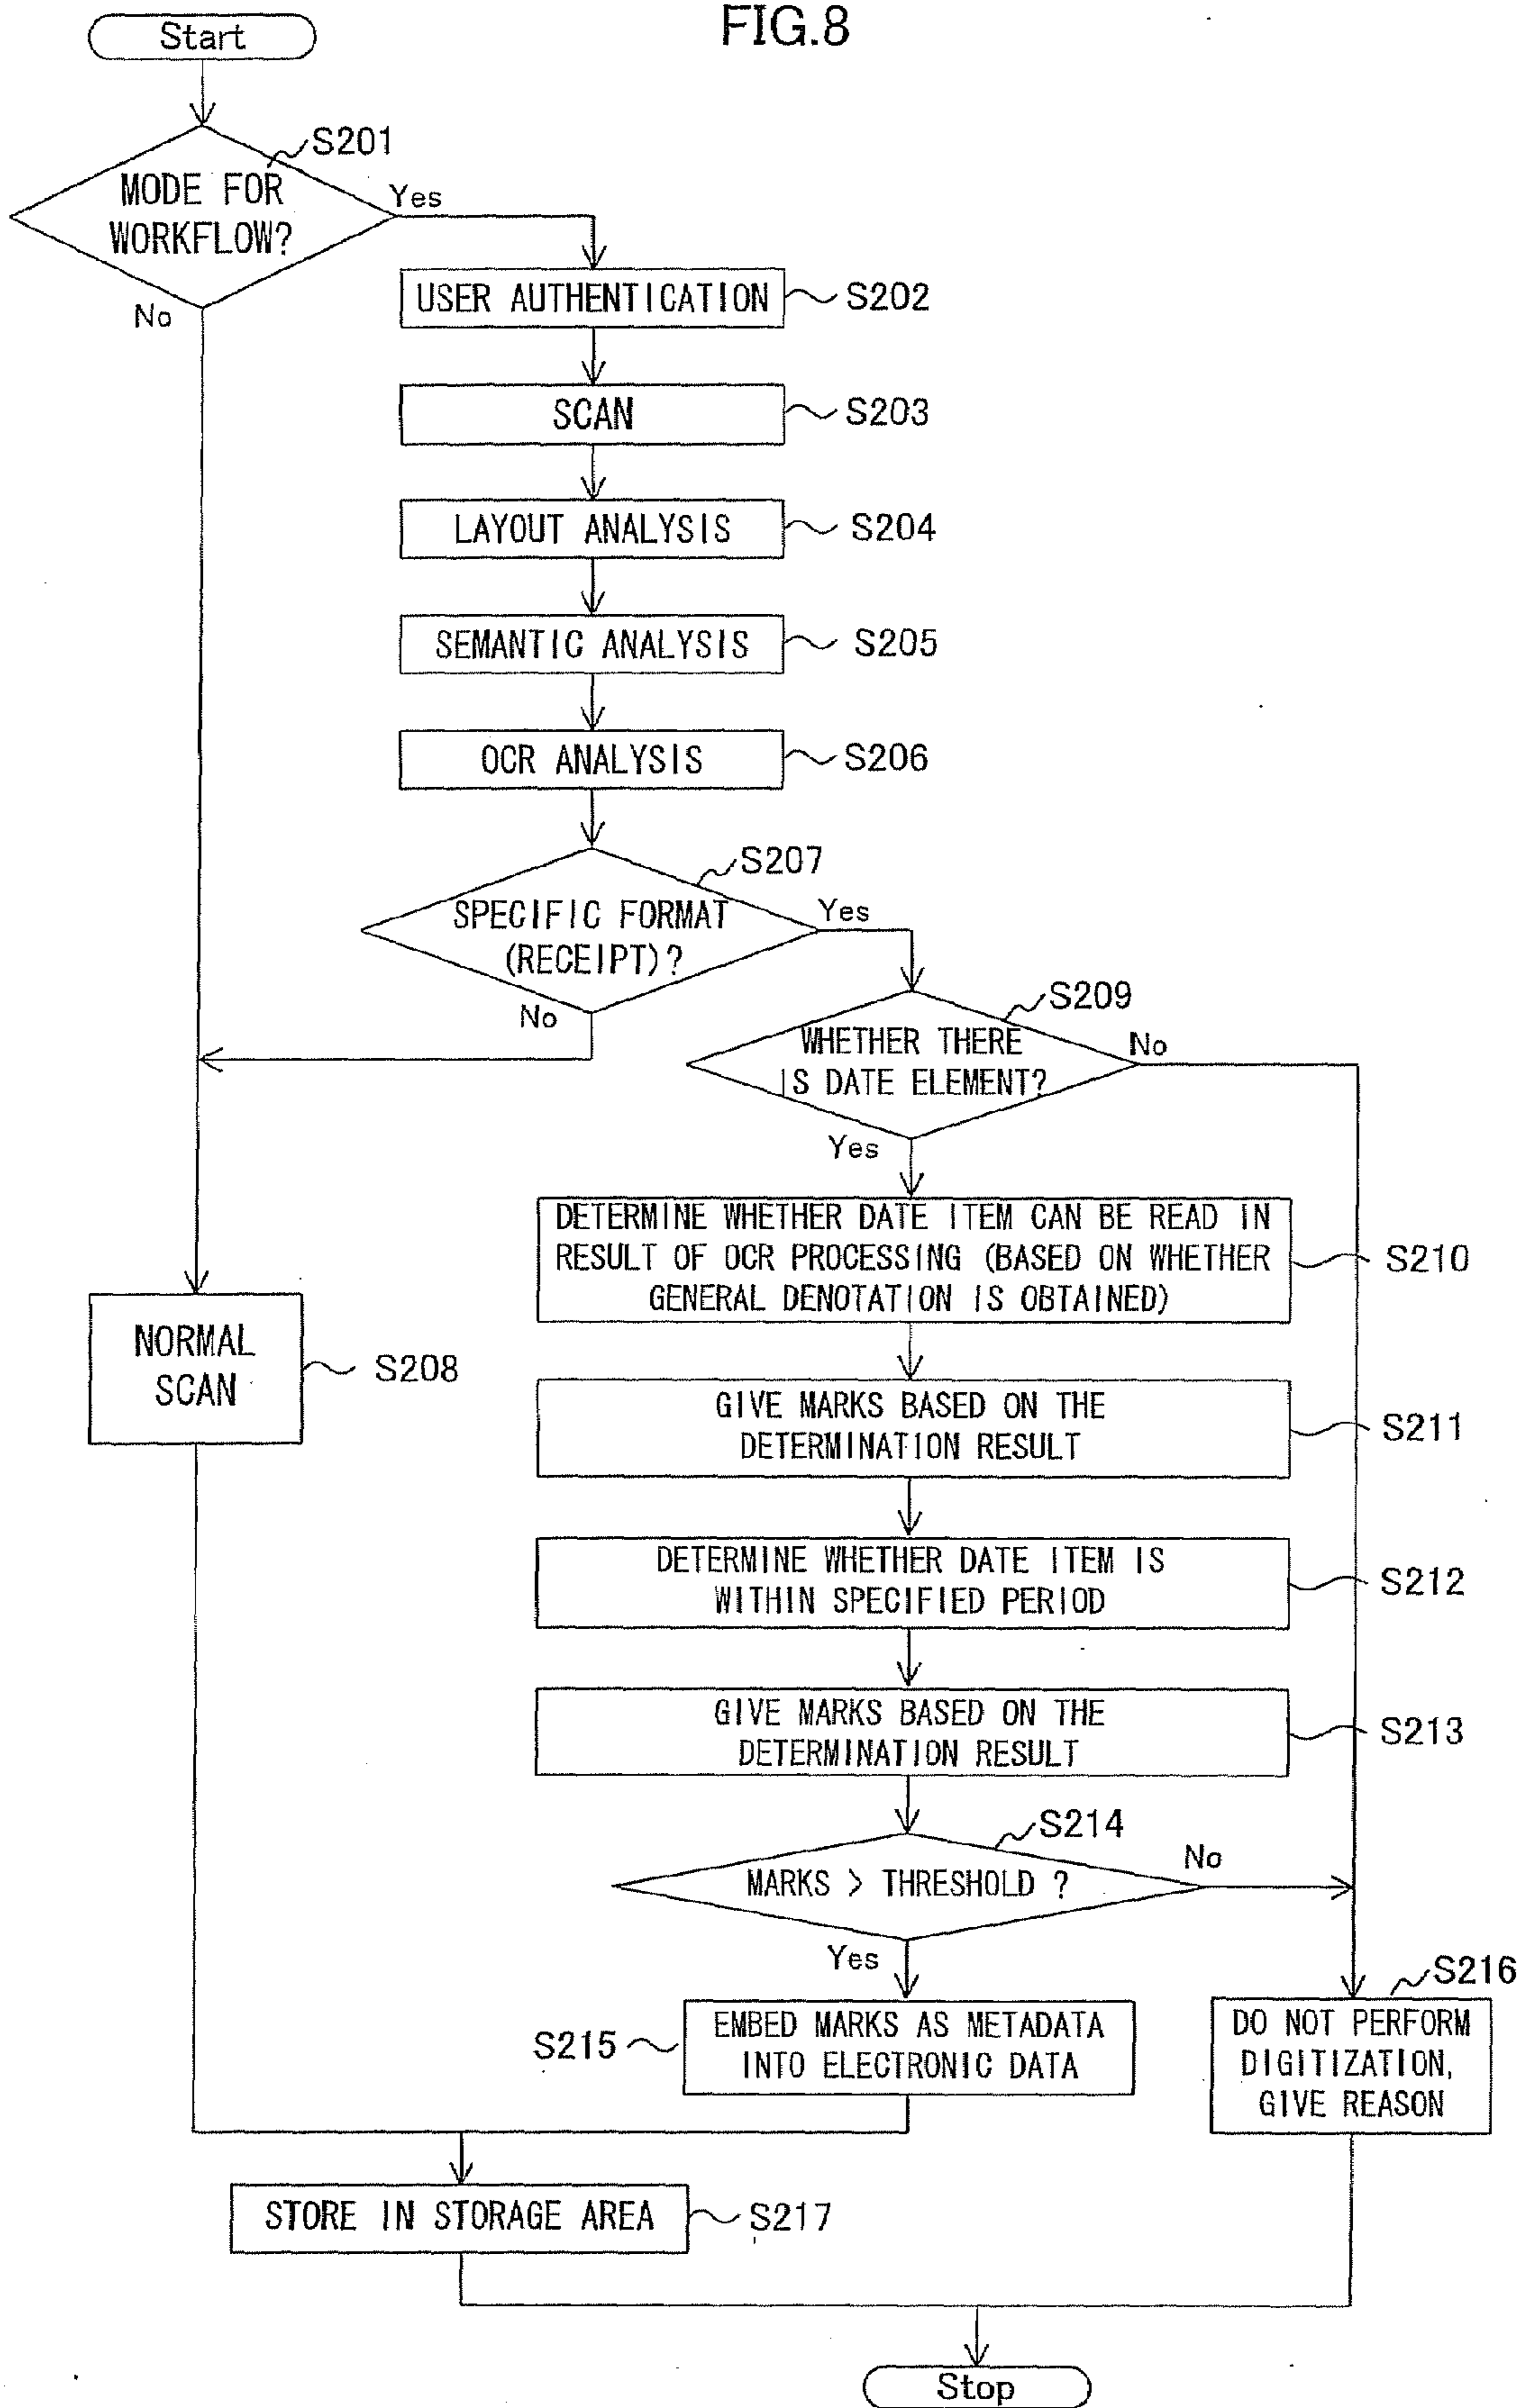 FIG.8
Start
S201
MODE FOR
WORKFLOW?
Yes
No
USER AUTHENTICATION
S202
SCAN
S203
LAYOUT ANALYSIS
S204
SEMANTIC ANALYSIS
S205
OCR ANALYSIS
S206
S207
SPECIFIC FORMAT
(RECEIPT)?
Yes
No
S209
WHETHER THERE
IS DATE ELEMENT?
No
Yes
DETERMINE WHETHER DATE ITEM CAN BE READ IN
RESULT OF OCR PROCESSING (BASED ON WHETHER
GENERAL DENOTATION IS OBTAINED)
S210
NORMAL
SCAN
S208
GIVE MARKS BASED ON THE
DETERMINATION RESULT
S211
DETERMINE WHETHER DATE ITEM IS
WITHIN SPECIFIED PERIOD
S212
GIVE MARKS BASED ON THE
DETERMINATION RESULT
S213
S214
MARKS > THRESHOLD ?
No
Yes
S215
EMBED MARKS AS METADATA
INTO ELECTRONIC DATA
S216
DO NOT PERFORM
DIGITIZATION,
GIVE REASON
STORE IN STORAGE AREA
S217
Stop